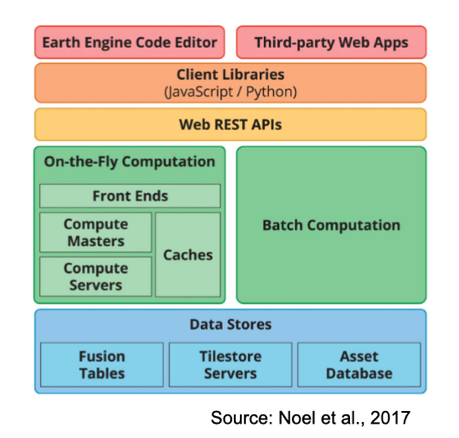 Earth Engine Code Editor
Third-party Web Apps
Client Libraries
(JavaScript / Python)
Web REST APIs
On-the-Fly Computation
Front Ends
Compute
Masters
Compute
Servers
Caches
Batch Computation
Data Stores
Fusion
Tables
Tilestore
Servers
Asset
Database
Source: Noel et al., 2017